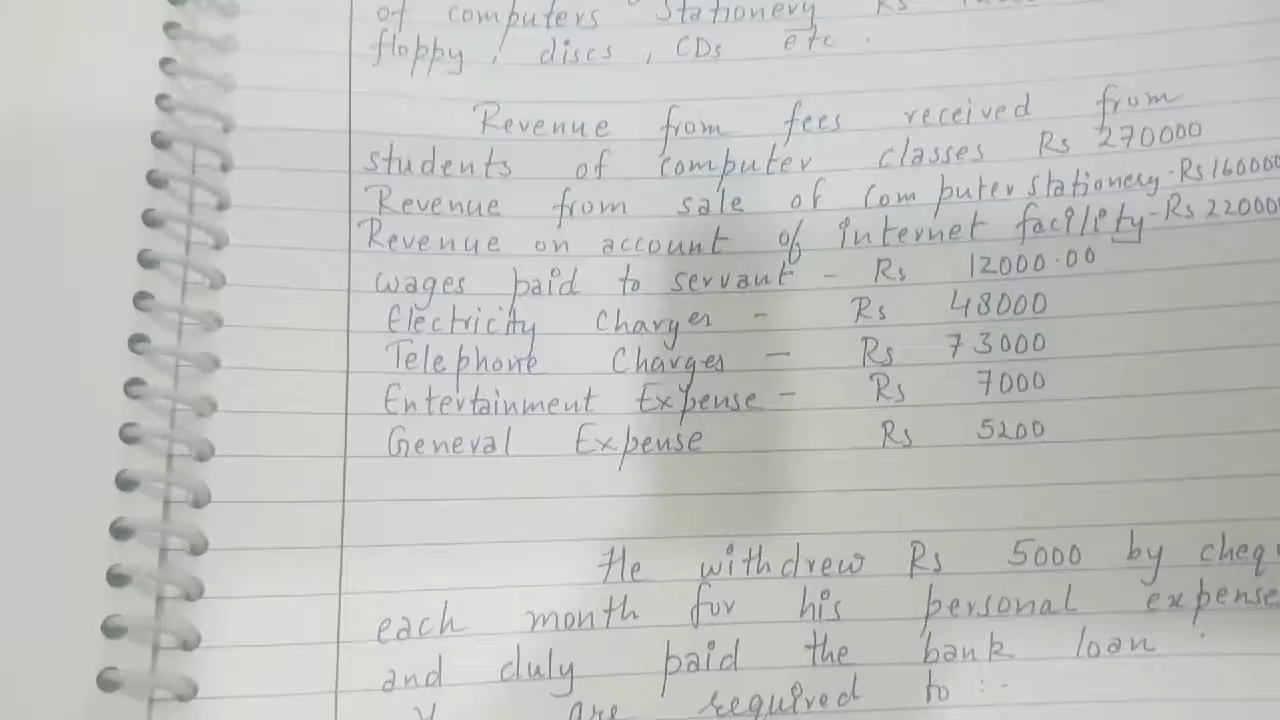 of computers stationery Rs
floppy, discs, CDs etc.
Revenue from fees received from
students of computer classes Rs 270000
Revenue from sale of Computer stationery - Rs 160000
Revenue on account of internet facility - Rs 22000
wages paid to servant - Rs 12000.00
Electricity Charges - Rs 48000
Telephone Charges - Rs 73000
Entertainment Expense - Rs 7000
General Expense Rs 5200
He withdrew Rs 5000 by cheq
each month for his personal expense
and duly paid the bank loan.
are required to :-